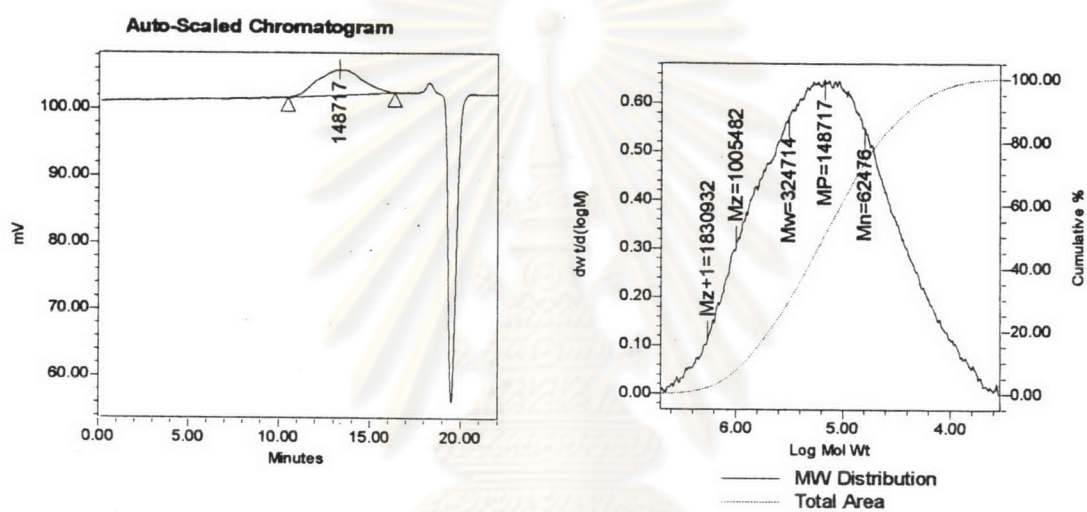 Auto-Scaled Chromatogram
mV
100.00
90.00
80.00
70.00
60.00
148717
0.00
5.00
10.00
15.00
20.00
Minutes
dw t/d(logM)
0.60
0.50
0.40
0.30
0.20
0.10
0.00
Mz+1=1830932
Mz=1005482
Mw=324714
MP=148717
Mn=62476
100.00
80.00
60.00
40.00
20.00
0.00
Cumulative %
6.00
5.00
4.00
Log Mol Wt
MW Distribution
Total Area